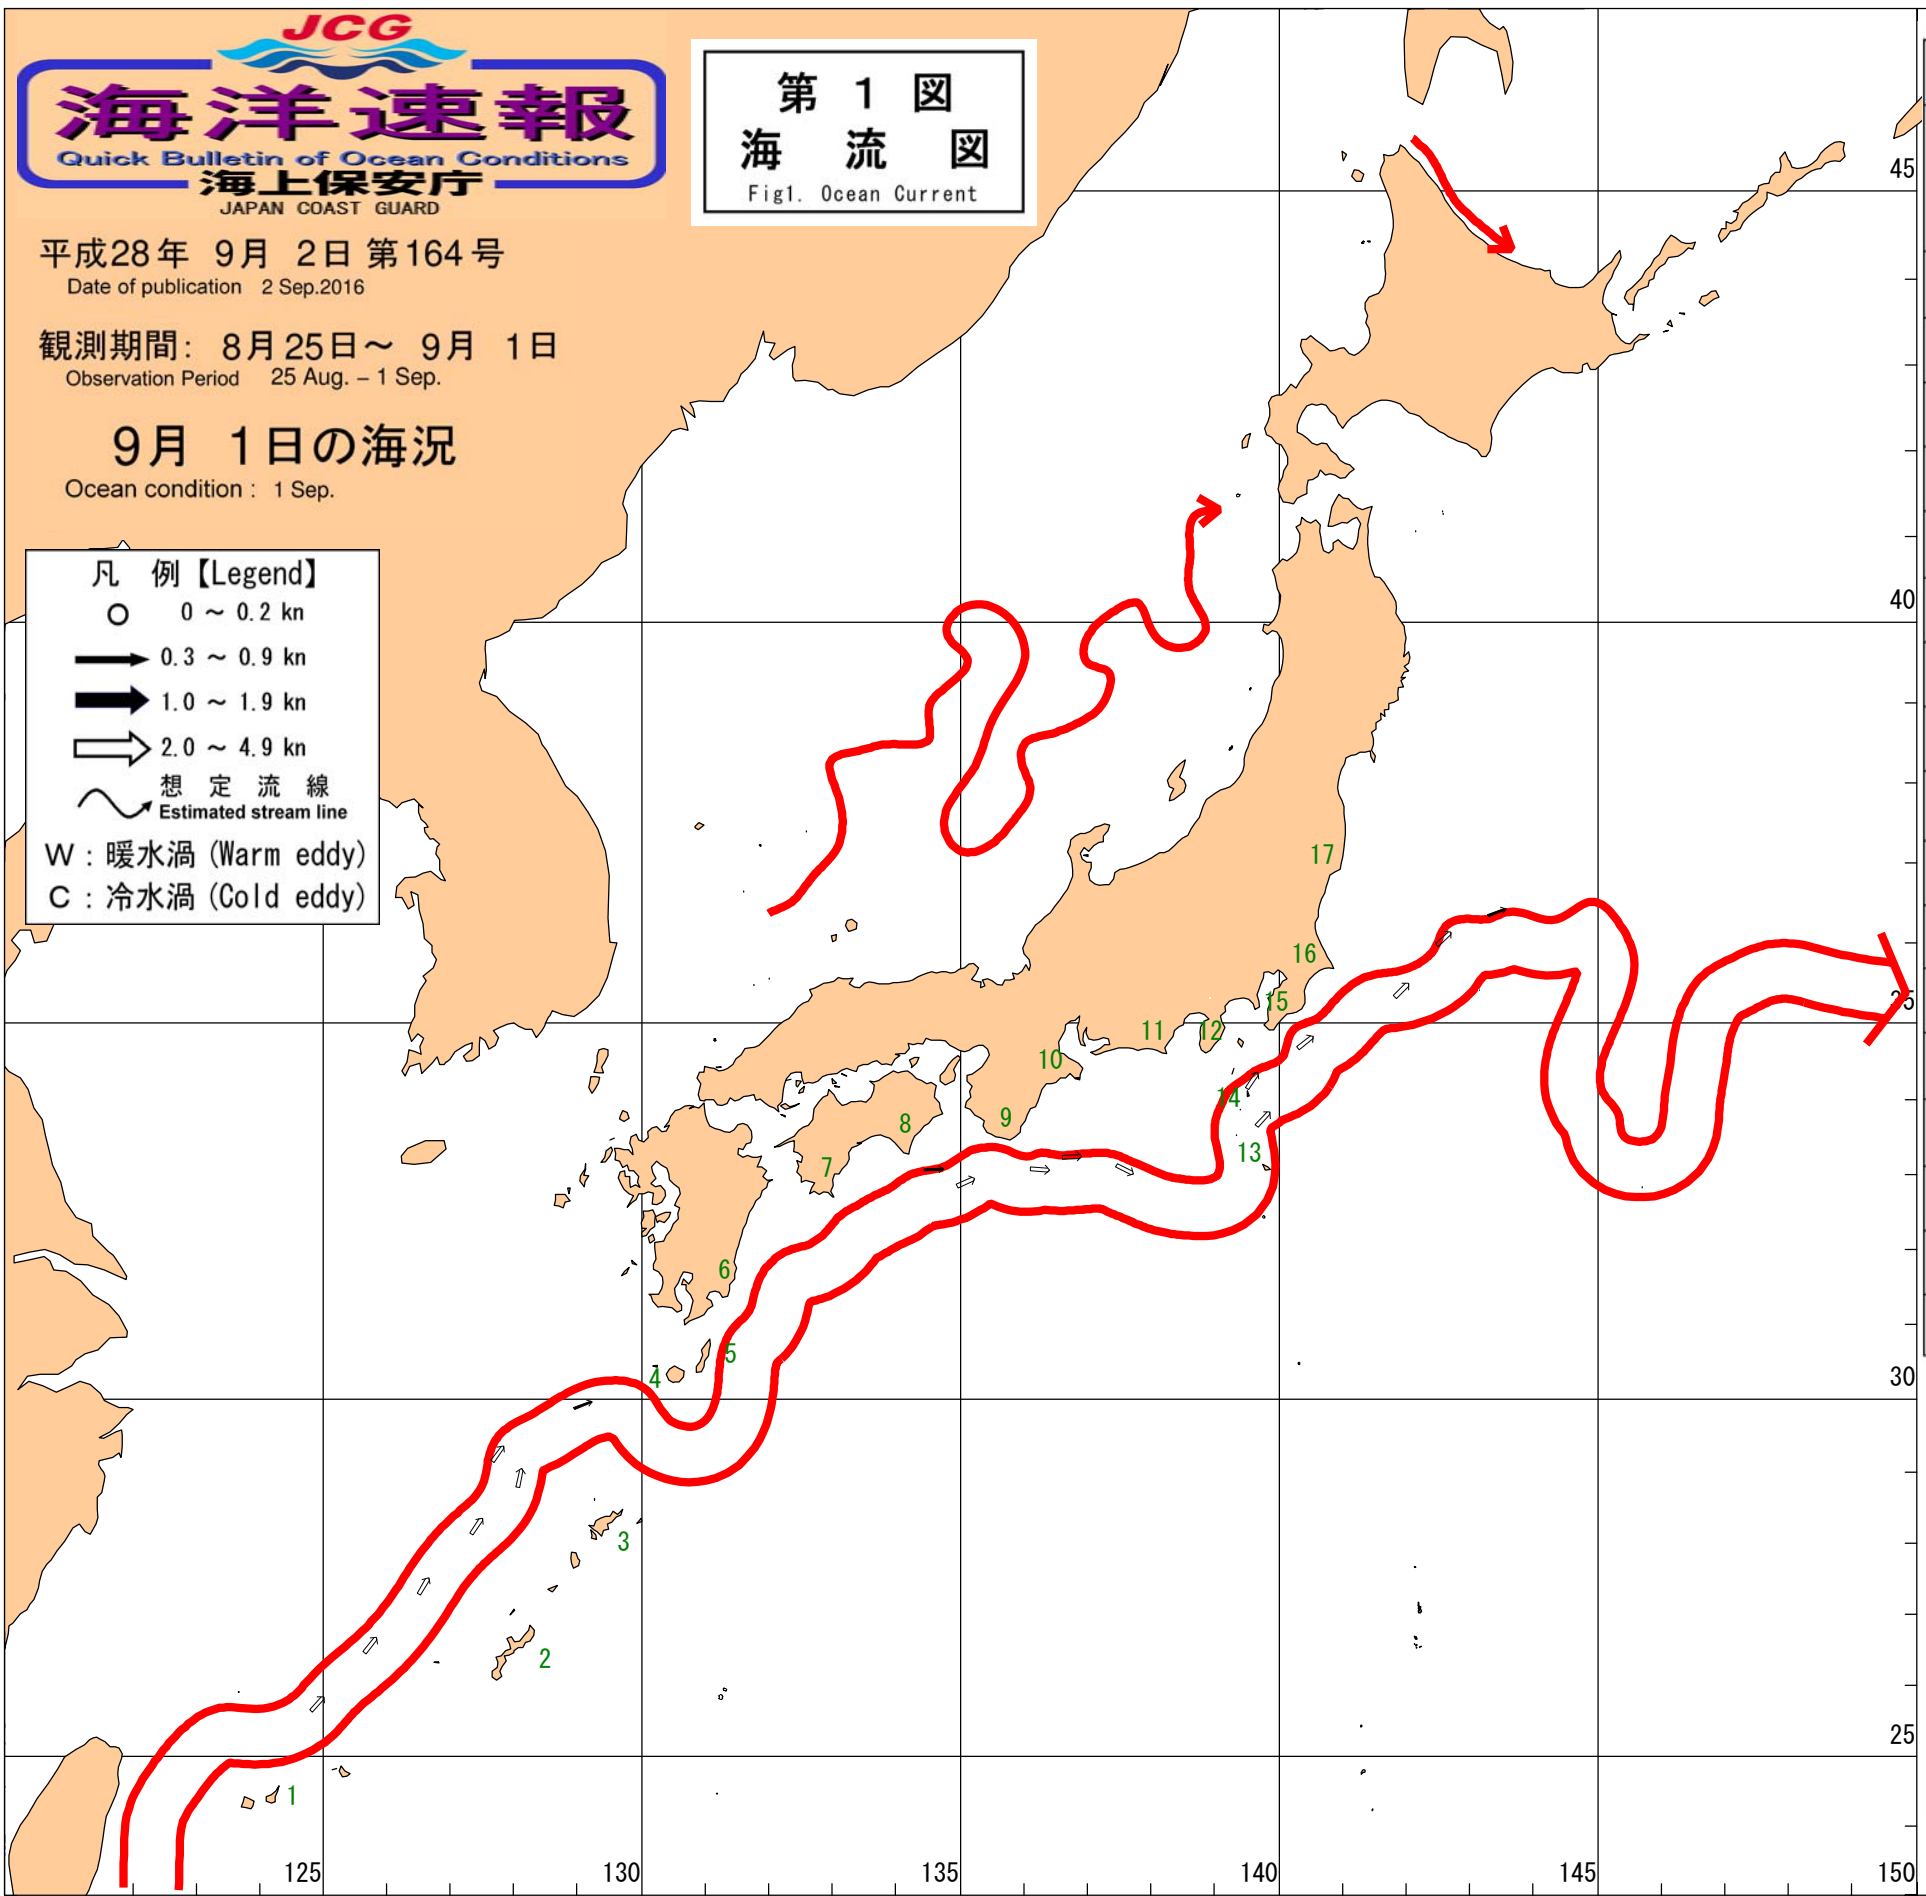 JCG
海洋速報
Quick Bulletin of Ocean Conditions
海上保安庁
JAPAN COAST GUARD
第 1 図
海 流 図
Fig1. Ocean Current
平成28年 9月 2日 第164号
Date of publication 2 Sep.2016
観測期間: 8月25日～ 9月 1日
Observation Period 25 Aug. – 1 Sep.
9月 1日の海況
Ocean condition : 1 Sep.
凡 例【Legend】
0 ～ 0.2 kn
0.3 ～ 0.9 kn
1.0 ～ 1.9 kn
2.0 ～ 4.9 kn
想 定 流 線
Estimated stream line
W : 暖水渦 (Warm eddy)
C : 冷水渦 (Cold eddy)
45
40
35
30
25
17
16
15
11
12
10
14
9
8
13
7
6
5
4
3
2
1
125
130
135
140
145
150